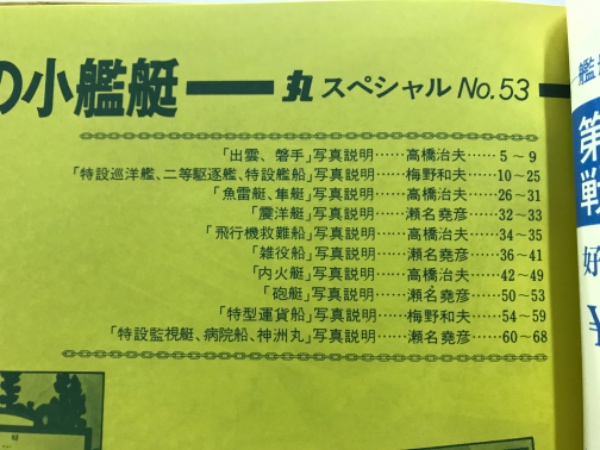 の小艦艇━━丸スペシャル No.53━
「出雲、磐手」写真説明……高橋治夫……5～9
「特設巡洋艦、二等駆逐艦、特設艦船」写真説明……梅野和夫……10～25
「魚雷艇、隼艇」写真説明……高橋治夫……26～31
「震洋艇」写真説明……瀬名堯彦……32～33
「飛行機救難船」写真説明……高橋治夫……34～35
「雑役船」写真説明……瀬名堯彦……36～41
「内火艇」写真説明……高橋治夫……42～49
「砲艇」写真説明……瀬名堯彦……50～53
「特型運貨船」写真説明……梅野和夫……54～59
「特設監視艇、病院船、神洲丸」写真説明……瀬名堯彦……60～68
艦
第
戦
好
¥